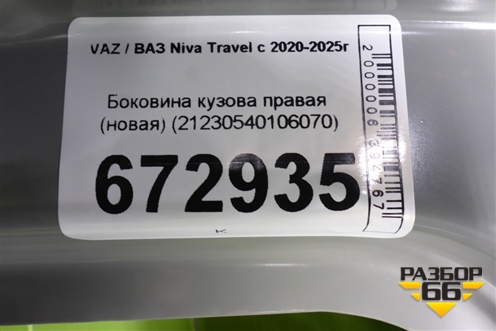 VAZ / ВАЗ Niva Travel с 2020-2025г
Боковина кузова правая
(новая) (21230540106070)
672935
РАЗБОР
66